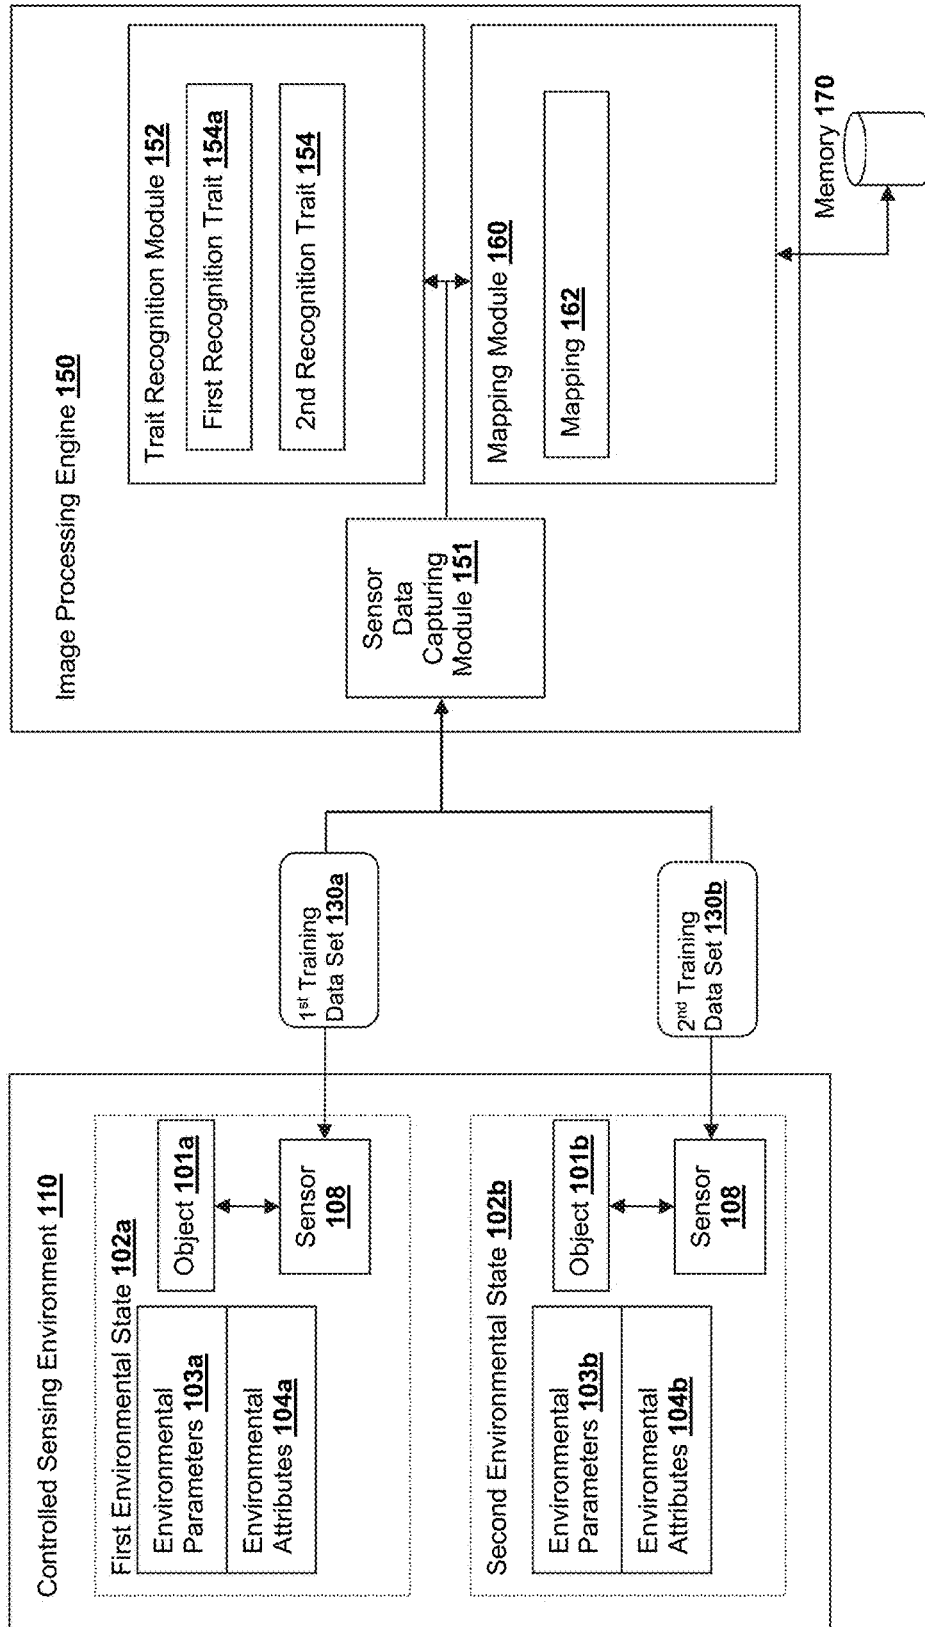 Controlled Sensing Environment 110
First Environmental State 102a
Environmental
Parameters 103a
Environmental
Attributes 104a
Object 101a
Sensor
108
Second Environmental State 102b
Environmental
Parameters 103b
Environmental
Attributes 104b
Object 101b
Sensor
108
1st Training
Data Set 130a
2nd Training
Data Set 130b
Image Processing Engine 150
Sensor
Data
Capturing
Module 151
Trait Recognition Module 152
First Recognition Trait 154a
2nd Recognition Trait 154
Mapping Module 160
Mapping 162
Memory 170